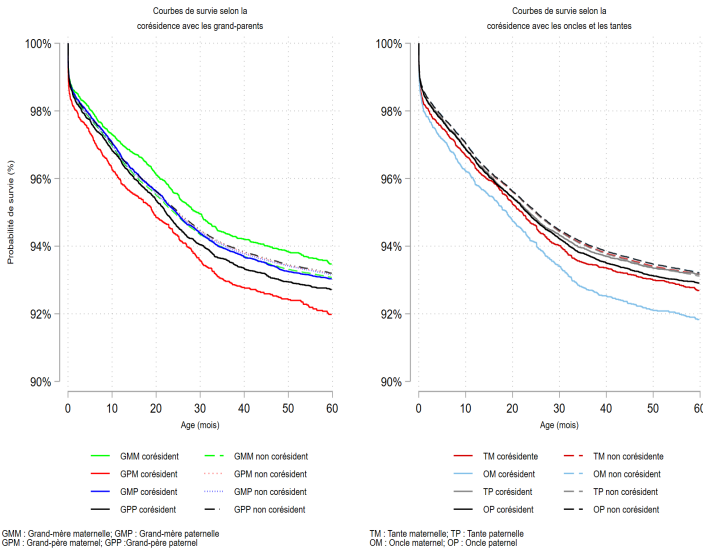 Courbes de survie selon la
corésidence avec les grand-parents
100%
98%
96%
94%
92%
90%
Probabilité de survie (%)
0 10 20 30 40 50 60
Age (mois)
GMM corésident GMM non corésident
GPM corésident GPM non corésident
GMP corésident GMP non corésident
GPP corésident GPP non corésident
GMM : Grand-mère maternelle; GMP : Grand-mère paternelle
GPM : Grand-père maternel; GPP :Grand-père paternel
Courbes de survie selon la
corésidence avec les oncles et les tantes
100%
98%
96%
94%
92%
90%
0 10 20 30 40 50 60
Age (mois)
TM corésidente TM non corésidente
OM corésident OM non corésident
TP corésident TP non corésident
OP corésident OP non corésident
TM : Tante maternelle; TP : Tante paternelle
OM : Oncle maternel; OP : Oncle paternel